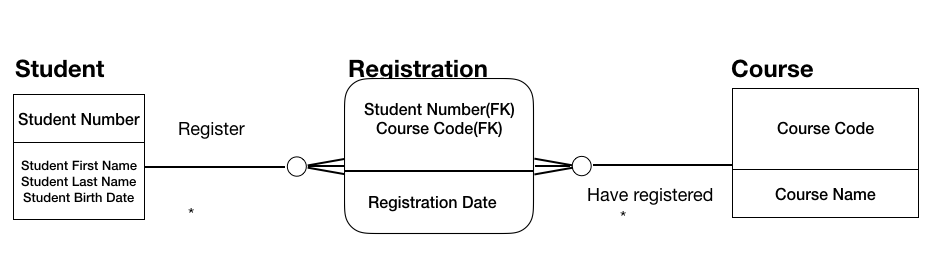 Student
Registration
Course
Student Number
Register
Student Number(FK)
Course Code(FK)
Course Code
Student First Name
Student Last Name
Student Birth Date
*
Registration Date
Have registered
*
Course Name